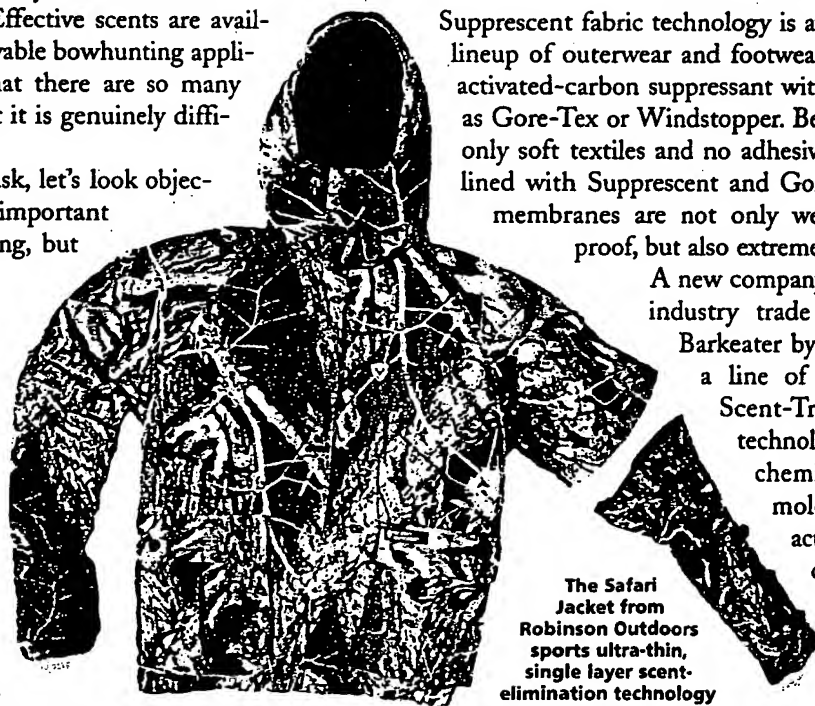 Effective scents are avail-
vable bowhunting appli-
hat there are so many
it is genuinely diffi-
ask, let's look objec-
important
ng, but
Supprescent fabric technology is a
lineup of outerwear and footwear
activated-carbon suppressant wit
as Gore-Tex or Windstopper. Be
only soft textiles and no adhesiv
lined with Supprescent and Go
membranes are not only we
proof, but also extreme
A new company
industry trade
Barkeater by
a line of
Scent-Tr
technol
chem
mol
act
The Safari
Jacket from
Robinson Outdoors
sports ultra-thin,
single layer scent-
elimination technology